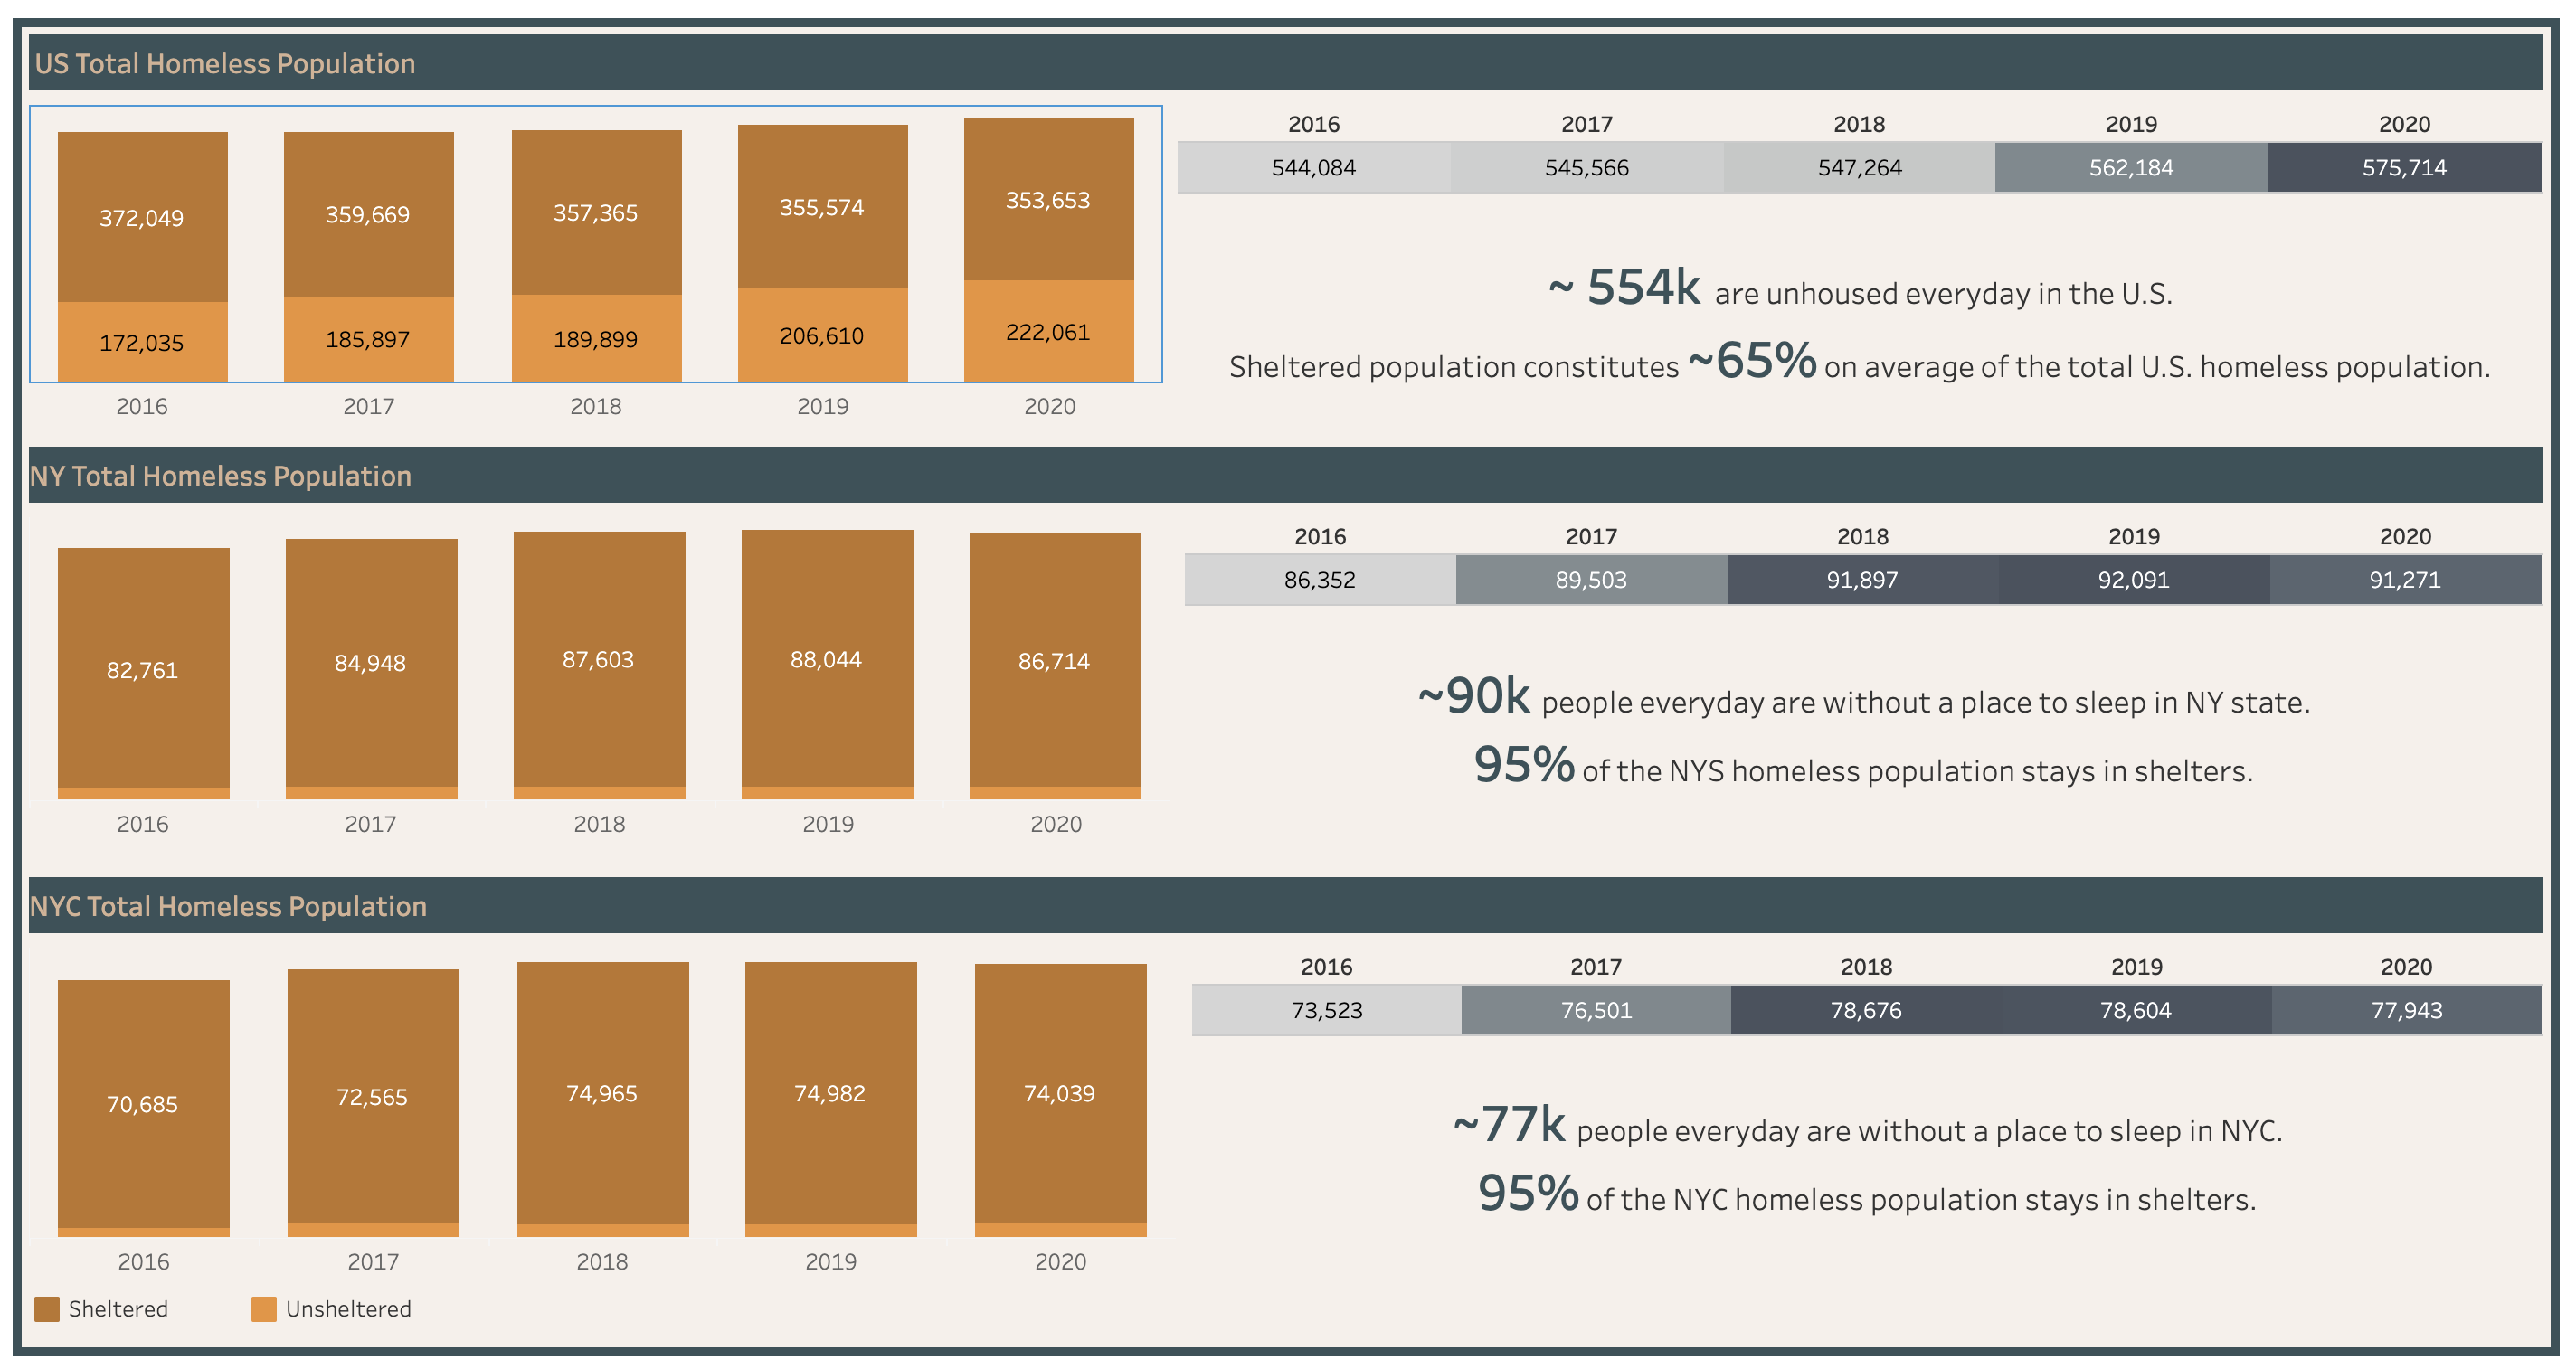 US Total Homeless Population
372,049 359,669 357,365 355,574 353,653
172,035 185,897 189,899 206,610 222,061
2016 2017 2018 2019 2020
2016 2017 2018 2019 2020
544,084 545,566 547,264 562,184 575,714
~ 554k are unhoused everyday in the U.S.
Sheltered population constitutes ~65% on average of the total U.S. homeless population.
NY Total Homeless Population
82,761 84,948 87,603 88,044 86,714
2016 2017 2018 2019 2020
2016 2017 2018 2019 2020
86,352 89,503 91,897 92,091 91,271
~90k people everyday are without a place to sleep in NY state.
95% of the NYS homeless population stays in shelters.
NYC Total Homeless Population
70,685 72,565 74,965 74,982 74,039
2016 2017 2018 2019 2020
2016 2017 2018 2019 2020
73,523 76,501 78,676 78,604 77,943
~77k people everyday are without a place to sleep in NYC.
95% of the NYC homeless population stays in shelters.
Sheltered Unsheltered